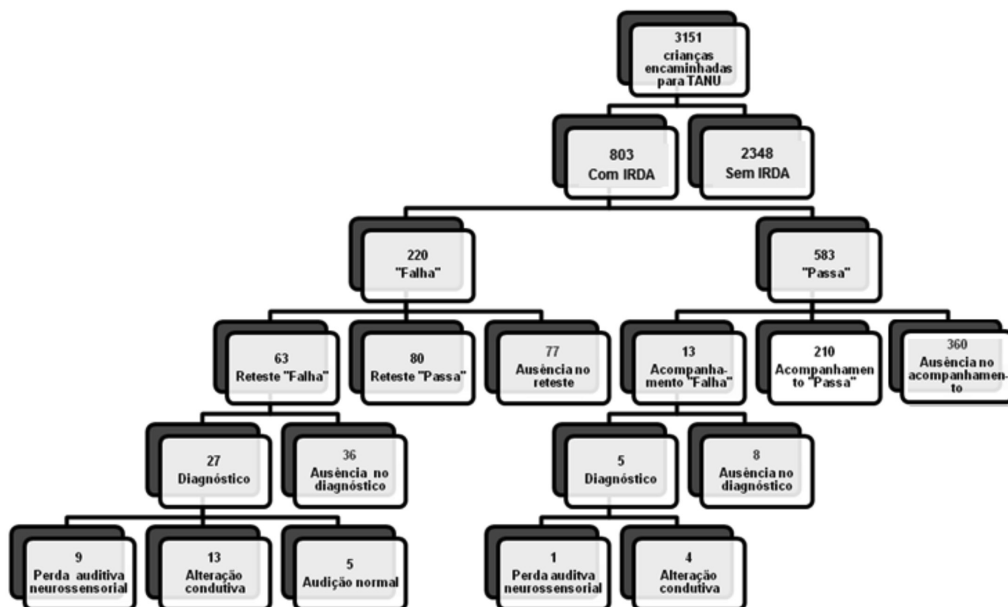 3151
crianças
encaminhadas
para TANU
803
Com IRDA
2348
Sem IRDA
220
"Falha"
583
"Passa"
63
Reteste "Falha"
80
Reteste "Passa"
77
Ausência no
reteste
13
Acompanha-
mento "Falha"
210
Acompanhamen
to "Passa"
360
Ausência no
acompanhamen-
to
27
Diagnóstico
36
Ausência no
diagnóstico
5
Diagnóstico
8
Ausência no
diagnóstico
9
Perda auditiva
neurossensorial
13
Alteração
condutiva
5
Audição normal
1
Perda auditva
neurossensorial
4
Alteração
condutiva